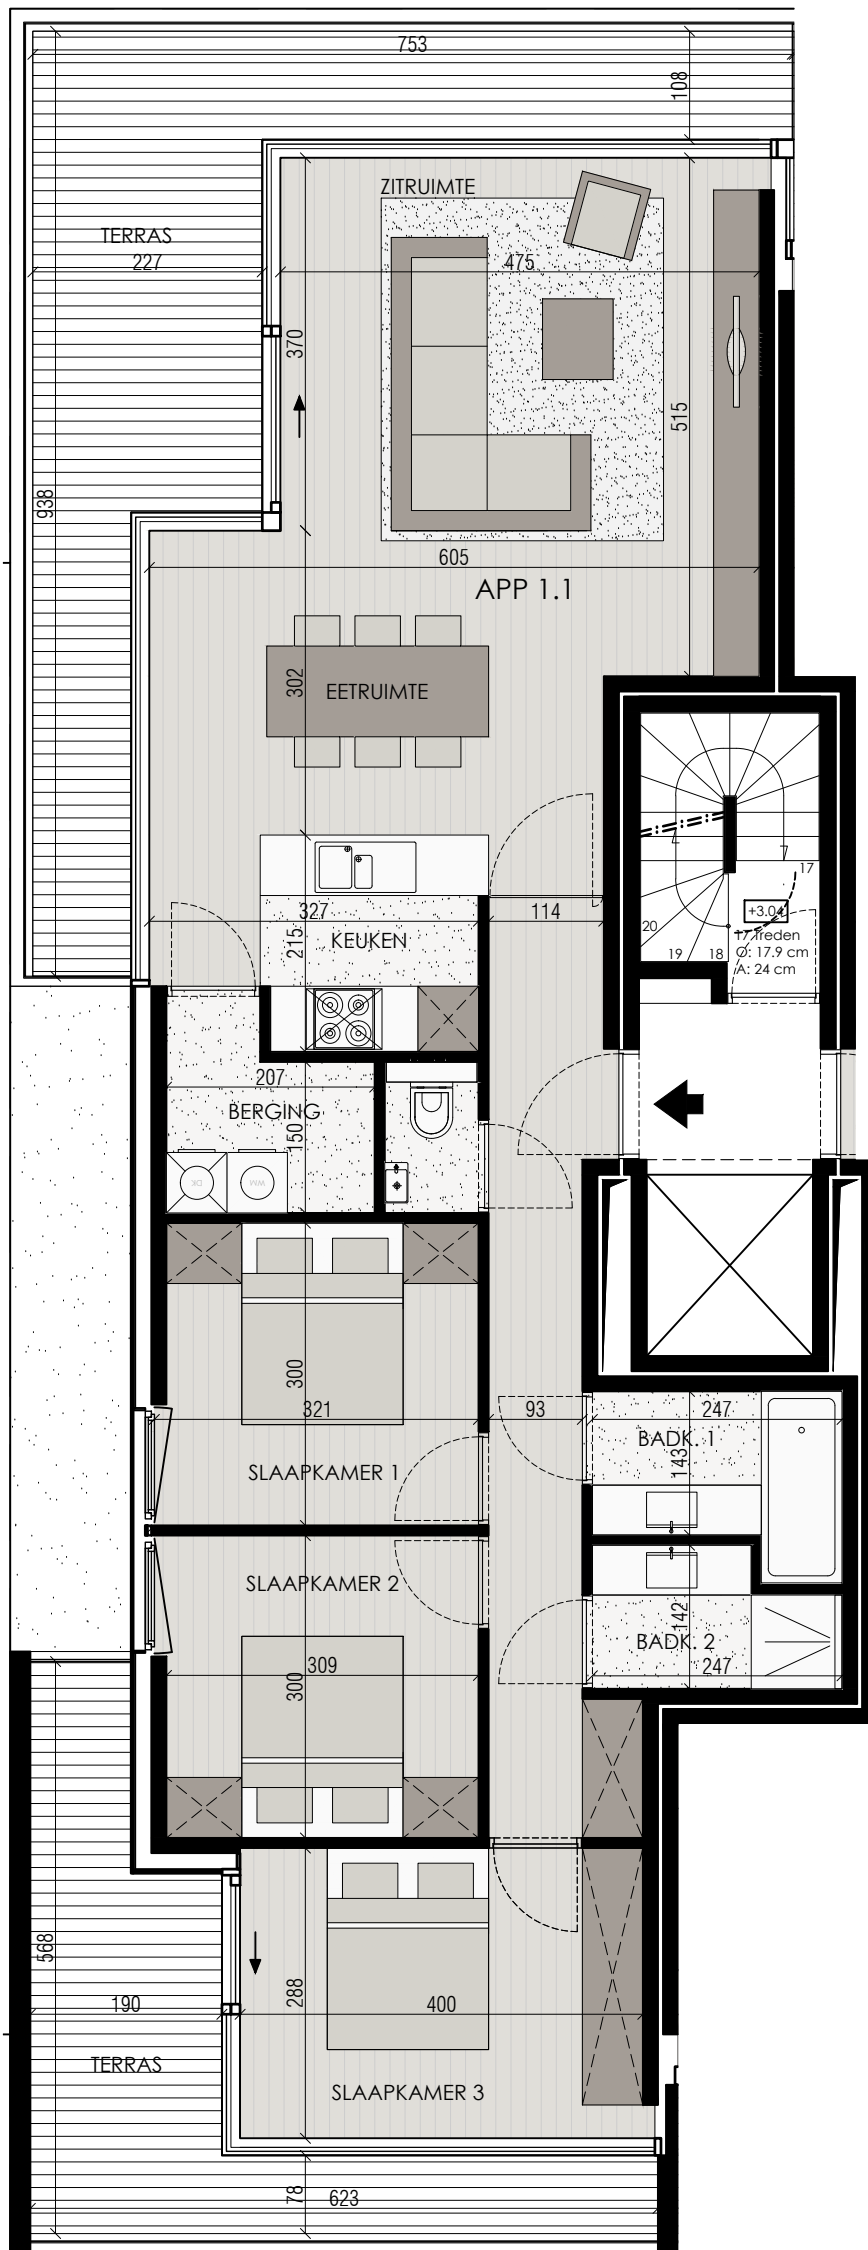 753
108
ZITRUIMTE
TERRAS
227
475
370
515
938
605
APP 1.1
302
EETRUIMTE
17
+3.04
327
114
20
17 Treden
215
KEUKEN
19
18
O: 17.9 cm
A: 24 cm
207
BERGING
150
DK
WM
300
321
93
247
BADK. 1
143
SLAAPKAMER 1
SLAAPKAMER 2
142
BADK. 2
309
247
300
568
288
190
400
TERRAS
SLAAPKAMER 3
78
623